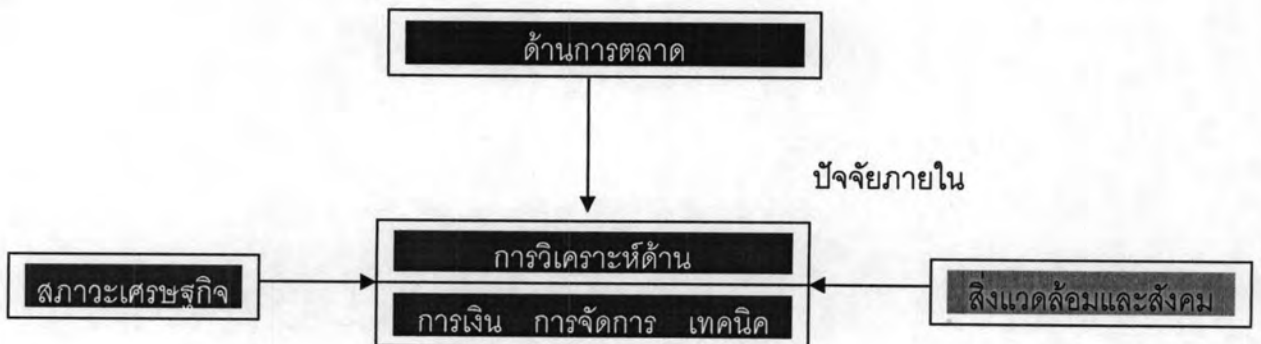 ด้านการตลาด
ปัจจัยภายใน
การวิเคราะห์ด้าน
สภาวะเศรษฐกิจ
สิ่งแวดล้อมและสังคม
การเงิน การจัดการ เทคนิค